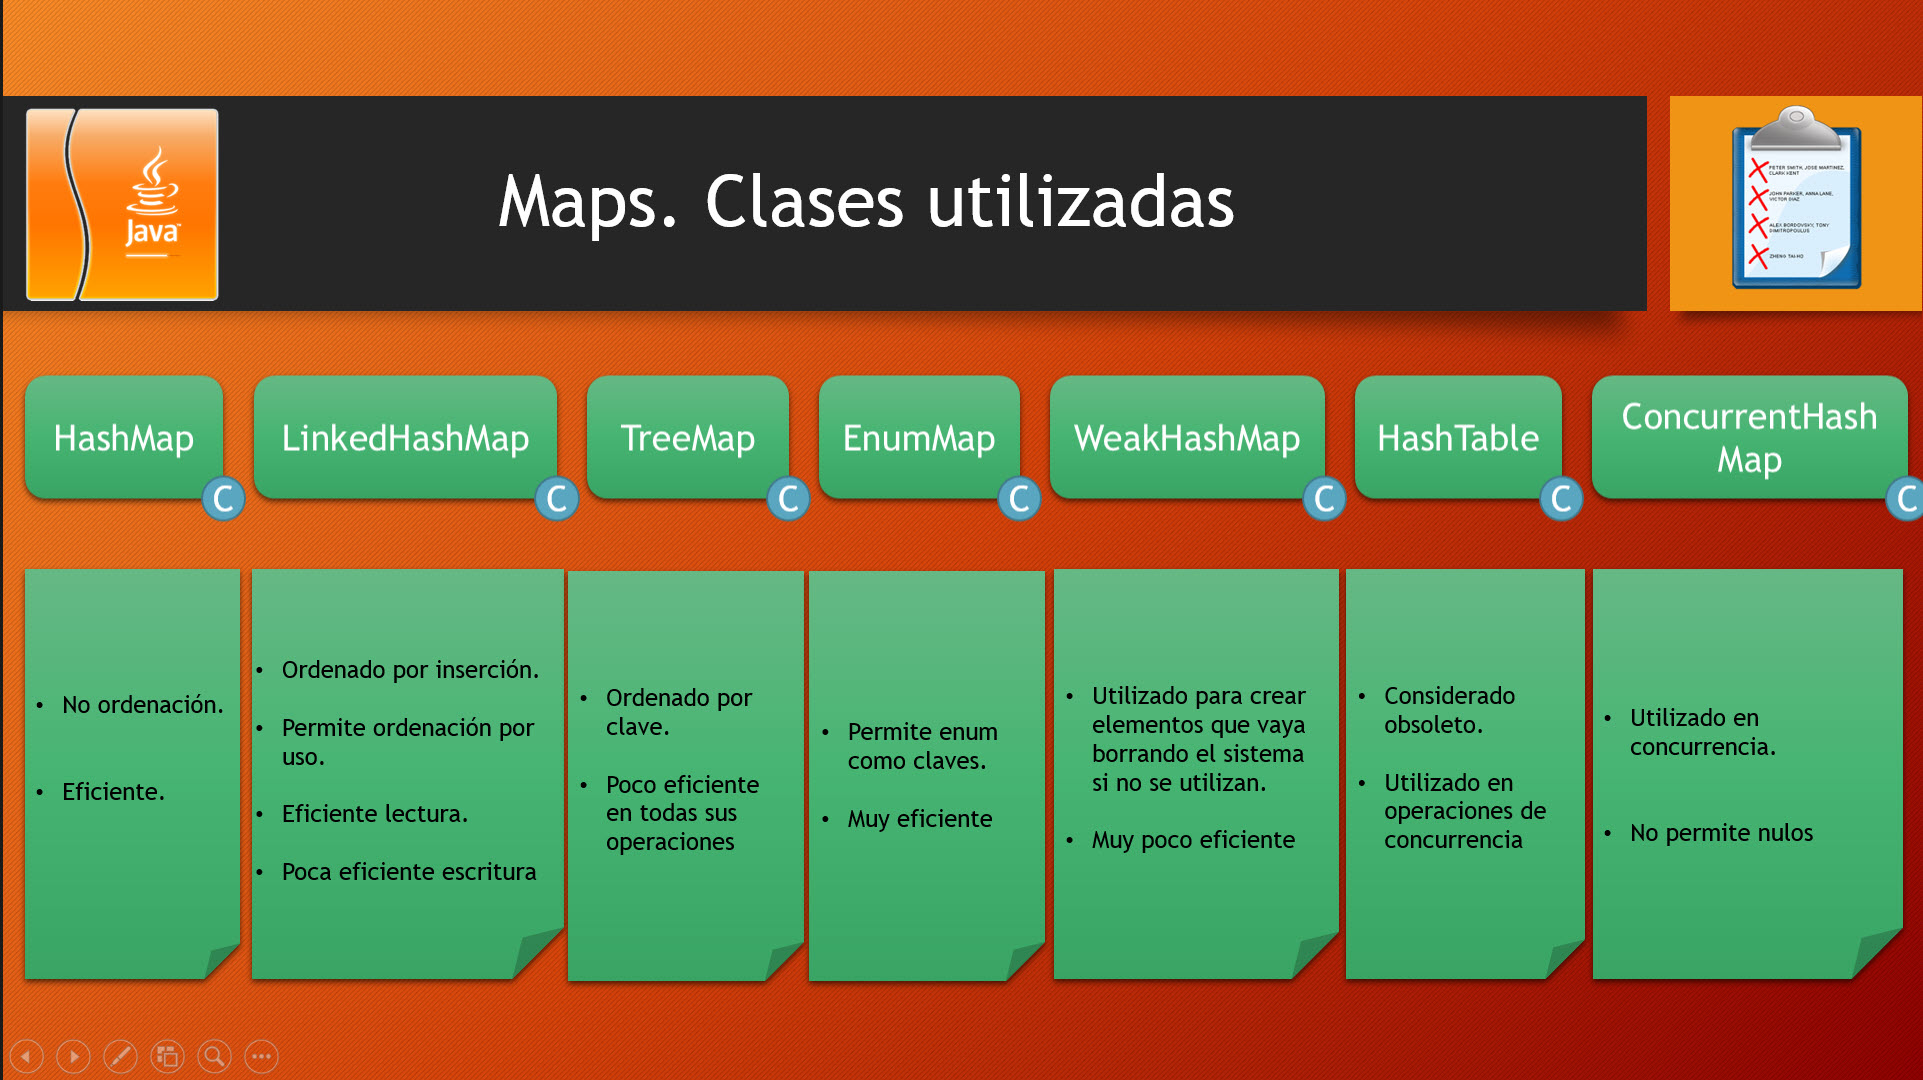 Java™
Maps. Clases utilizadas
PETER SMITH, JOSE MARTINEZ,
CLARK KENT
JOHN PARKER, ANNA LANE,
VICTOR DIAZ
ALEX BORDOVSKY, TONY
DIMITROPOULUS
ZHENG TAI-HO
HashMap
C
LinkedHashMap
C
TreeMap
C
EnumMap
C
WeakHashMap
C
HashTable
C
ConcurrentHash
Map
C
• No ordenación.
• Eficiente.
• Ordenado por inserción.
• Permite ordenación por
uso.
• Eficiente lectura.
• Poca eficiente escritura
• Ordenado por
clave.
• Poco eficiente
en todas sus
operaciones
• Permite enum
como claves.
• Muy eficiente
• Utilizado para crear
elementos que vaya
borrando el sistema
si no se utilizan.
• Muy poco eficiente
• Considerado
obsoleto.
• Utilizado en
operaciones de
concurrencia
• Utilizado en
concurrencia.
• No permite nulos